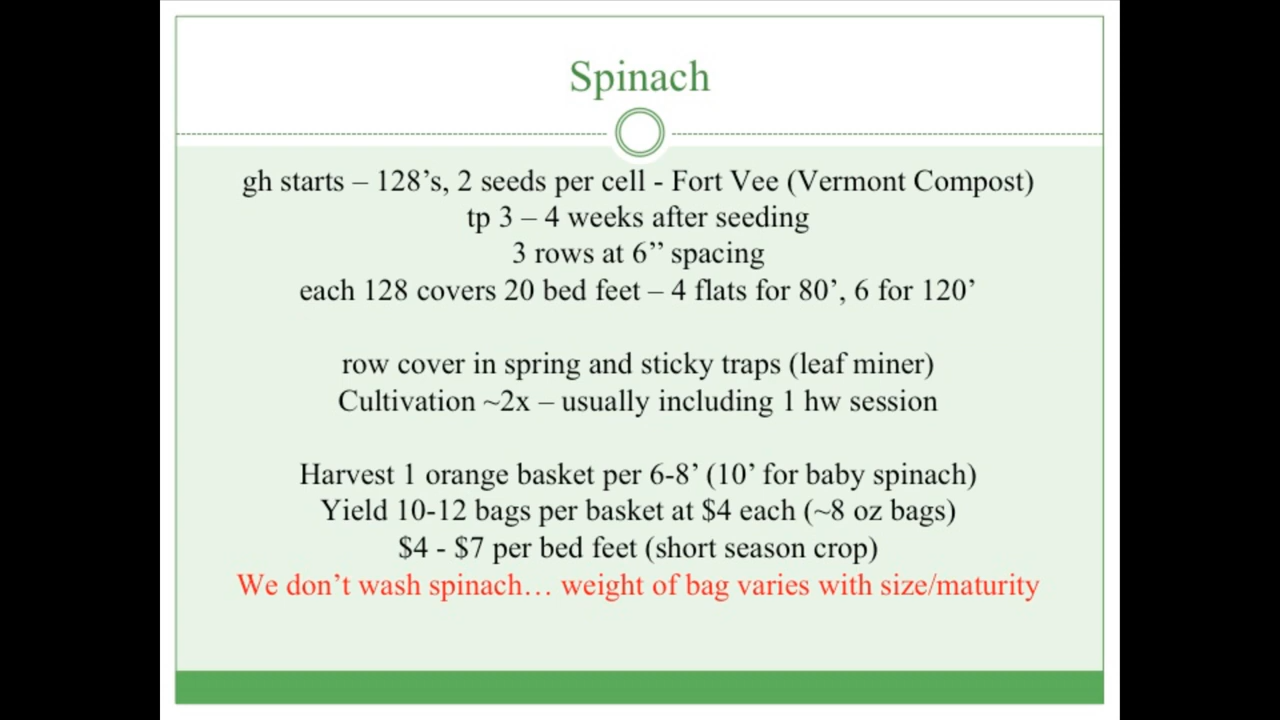 Spinach
gh starts – 128’s, 2 seeds per cell - Fort Vee (Vermont Compost)
tp 3 – 4 weeks after seeding
3 rows at 6” spacing
each 128 covers 20 bed feet – 4 flats for 80’, 6 for 120’
row cover in spring and sticky traps (leaf miner)
Cultivation ~2x – usually including 1 hw session
Harvest 1 orange basket per 6-8’ (10’ for baby spinach)
Yield 10-12 bags per basket at $4 each (~8 oz bags)
$4 - $7 per bed feet (short season crop)
We don’t wash spinach… weight of bag varies with size/maturity